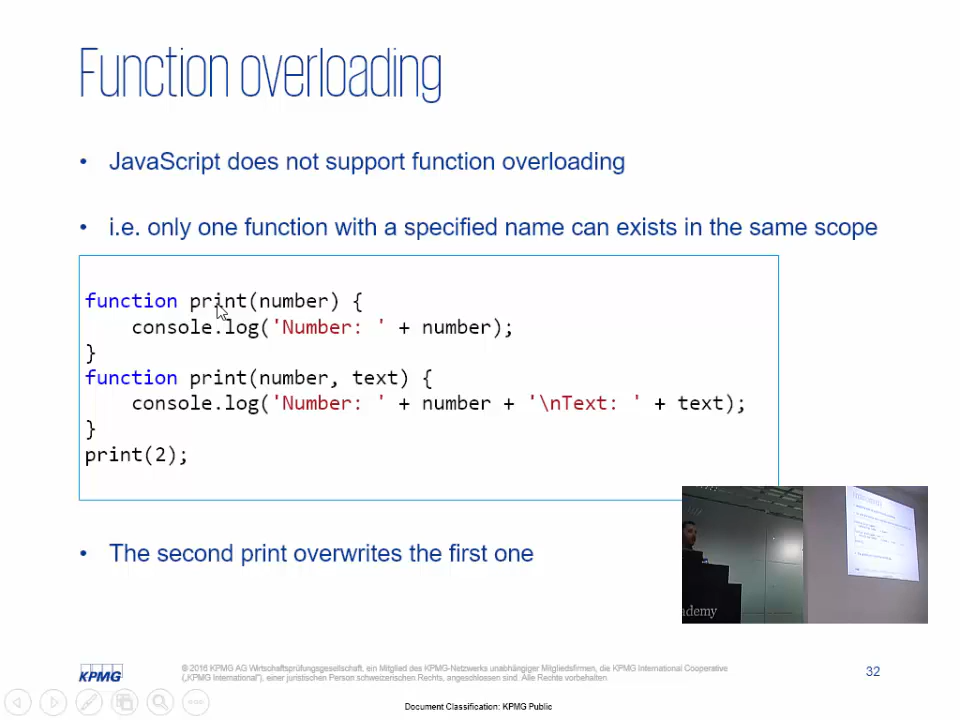 Function overloading
• JavaScript does not support function overloading
• i.e. only one function with a specified name can exists in the same scope
function print(number) {
    console.log('Number: ' + number);
}
function print(number, text) {
    console.log('Number: ' + number + '\nText: ' + text);
}
print(2);
• The second print overwrites the first one
ademy
KPMG
© 2016 KPMG AG Wirtschaftsprüfungsgesellschaft, ein Mitglied des KPMG-Netzwerks unabhängiger Mitgliedsfirmen, die KPMG International Cooperative
(„KPMG International"), einer juristischen Person schweizerischen Rechts, angeschlossen sind. Alle Rechte vorbehalten.
32
Document Classification: KPMG Public